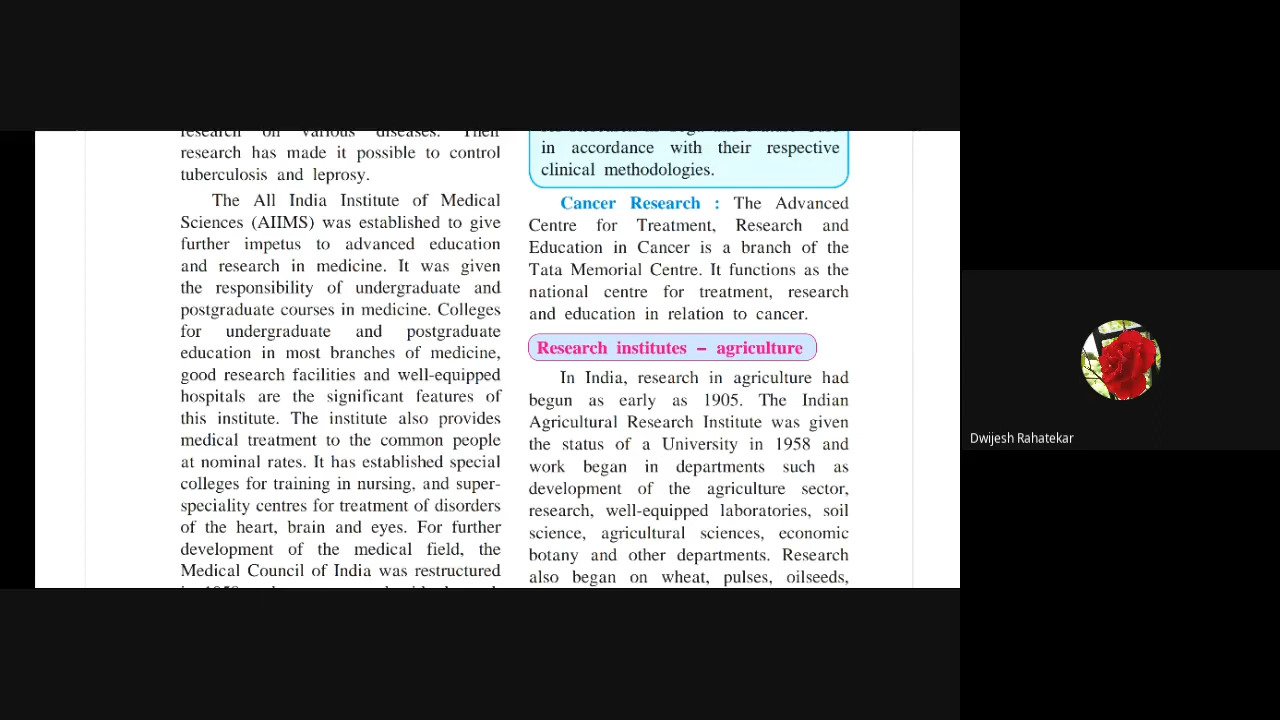 research on various diseases. Their
research has made it possible to control
tuberculosis and leprosy.
The All India Institute of Medical
Sciences (AIIMS) was established to give
further impetus to advanced education
and research in medicine. It was given
the responsibility of undergraduate and
postgraduate courses in medicine. Colleges
for undergraduate and postgraduate
education in most branches of medicine,
good research facilities and well-equipped
hospitals are the significant features of
this institute. The institute also provides
medical treatment to the common people
at nominal rates. It has established special
colleges for training in nursing, and super-
speciality centres for treatment of disorders
of the heart, brain and eyes. For further
development of the medical field, the
Medical Council of India was restructured
in accordance with their respective
clinical methodologies.
Cancer Research : The Advanced
Centre for Treatment, Research and
Education in Cancer is a branch of the
Tata Memorial Centre. It functions as the
national centre for treatment, research
and education in relation to cancer.
Research institutes – agriculture
In India, research in agriculture had
begun as early as 1905. The Indian
Agricultural Research Institute was given
the status of a University in 1958 and
work began in departments such as
development of the agriculture sector,
research, well-equipped laboratories, soil
science, agricultural sciences, economic
botany and other departments. Research
also began on wheat, pulses, oilseeds,
Dwijesh Rahatekar